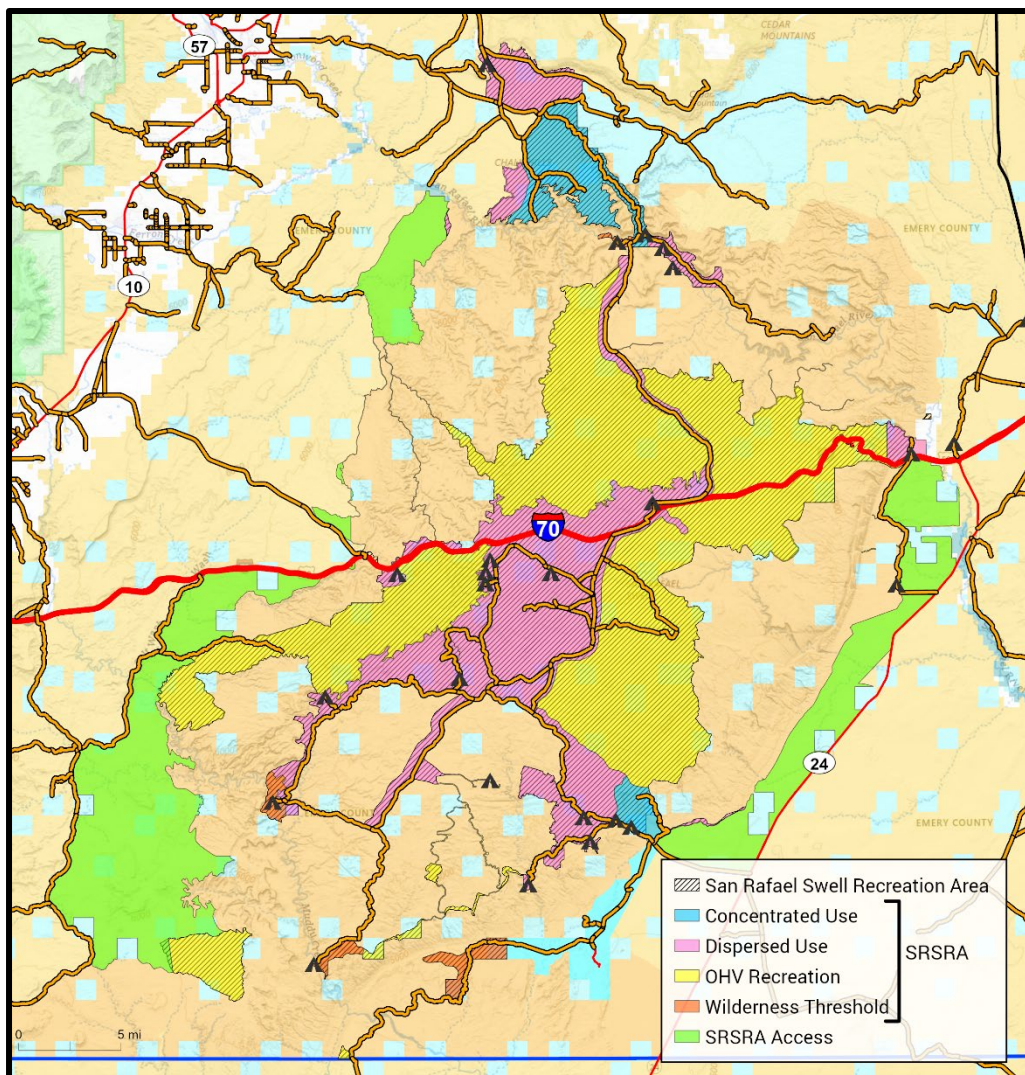 57
CEDAR
MOUNTAINS
EMERY COUNTY
EMERY COUNTY
10
70
24
EMERY COUNTY
San Rafael Swell Recreation Area
Concentrated Use
Dispersed Use
SRSRA
OHV Recreation
Wilderness Threshold
SRSRA Access
0
5 mi